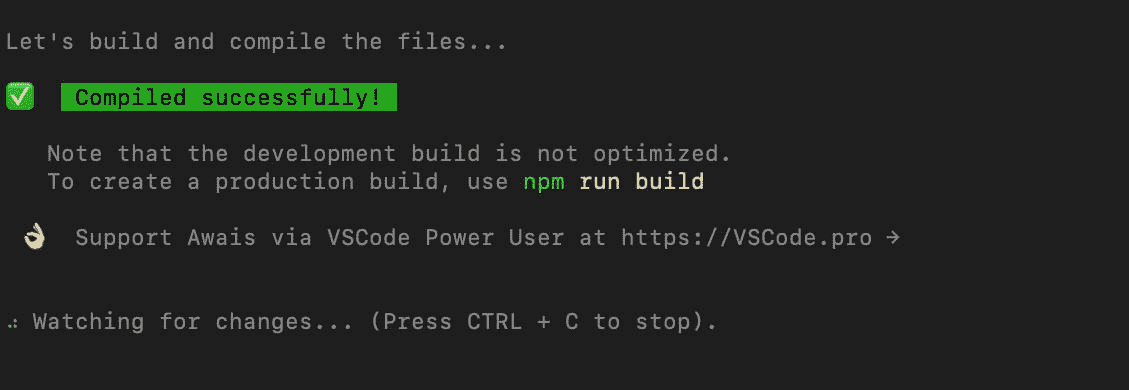 Let's build and compile the files...
✅ Compiled successfully!
Note that the development build is not optimized.
To create a production build, use npm run build
👌 Support Awais via VSCode Power User at https://VSCode.pro →
Watching for changes... (Press CTRL + C to stop).